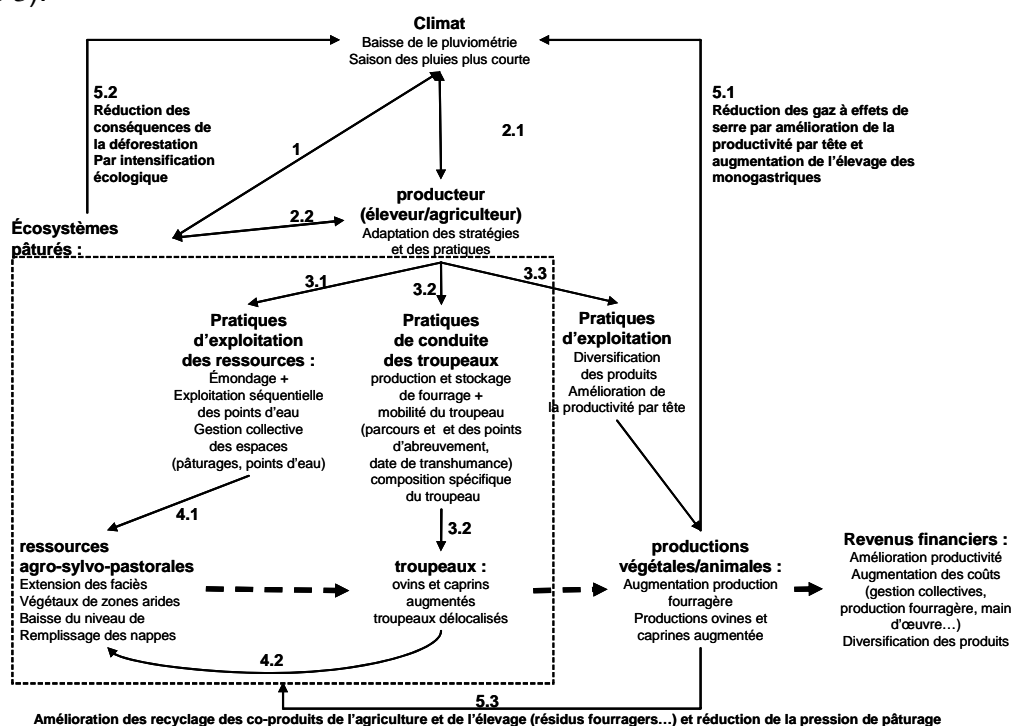 Climat
Baisse de le pluviométrie
Saison des pluies plus courte
5.2
Réduction des
conséquences de
la déforestation
Par intensification
écologique
5.1
Réduction des gaz à effets de
serre par amélioration de la
productivité par tête et
augmentation de l'élevage des
monogastriques
1
2.1
2.2
producteur
(éleveur/agriculteur)
Adaptation des stratégies
et des pratiques
Écosystèmes
pâturés :
3.1
3.2
3.3
Pratiques
d'exploitation
des ressources :
Émondage +
Exploitation séquentielle
des points d'eau
Gestion collective
des espaces
(pâturages, points d'eau)
Pratiques
de conduite
des troupeaux
production et stockage
de fourrage +
mobilité du troupeau
(parcours et et des points
d'abreuvement,
date de transhumance)
composition spécifique
du troupeau
Pratiques
d'exploitation
Diversification
des produits
Amélioration de
la productivité par tête
4.1
3.2
ressources
agro-sylvo-pastorales
Extension des faciès
Végétaux de zones arides
Baisse du niveau de
Remplissage des nappes
troupeaux :
ovins et caprins
augmentés
troupeaux délocalisés
productions
végétales/animales :
Augmentation production
fourragère
Productions ovines et
caprines augmentée
Revenus financiers :
Amélioration productivité
Augmentation des coûts
(gestion collectives,
production fourragère, main
d'œuvre…)
Diversification des produits
4.2
5.3
Amélioration des recyclage des co-produits de l'agriculture et de l'élevage (résidus fourragers…) et réduction de la pression de pâturage